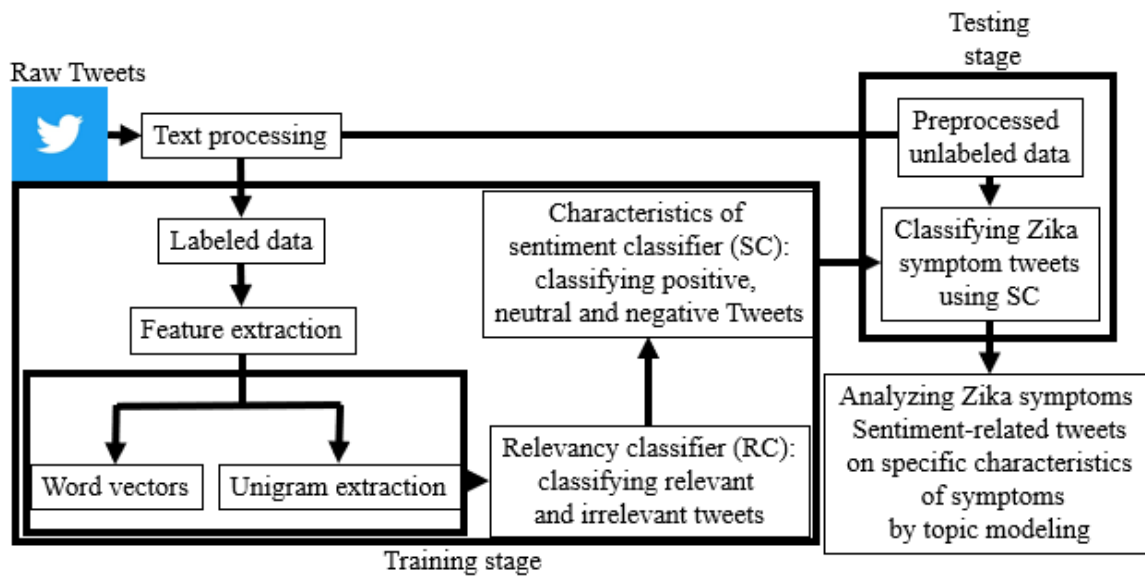 Raw Tweets
Text processing
Labeled data
Feature extraction
Word vectors
Unigram extraction
Relevancy classifier (RC):
classifying relevant
and irrelevant tweets
Characteristics of
sentiment classifier (SC):
classifying positive,
neutral and negative Tweets
Training stage
Testing
stage
Preprocessed
unlabeled data
Classifying Zika
symptom tweets
using SC
Analyzing Zika symptoms
Sentiment-related tweets
on specific characteristics
of symptoms
by topic modeling